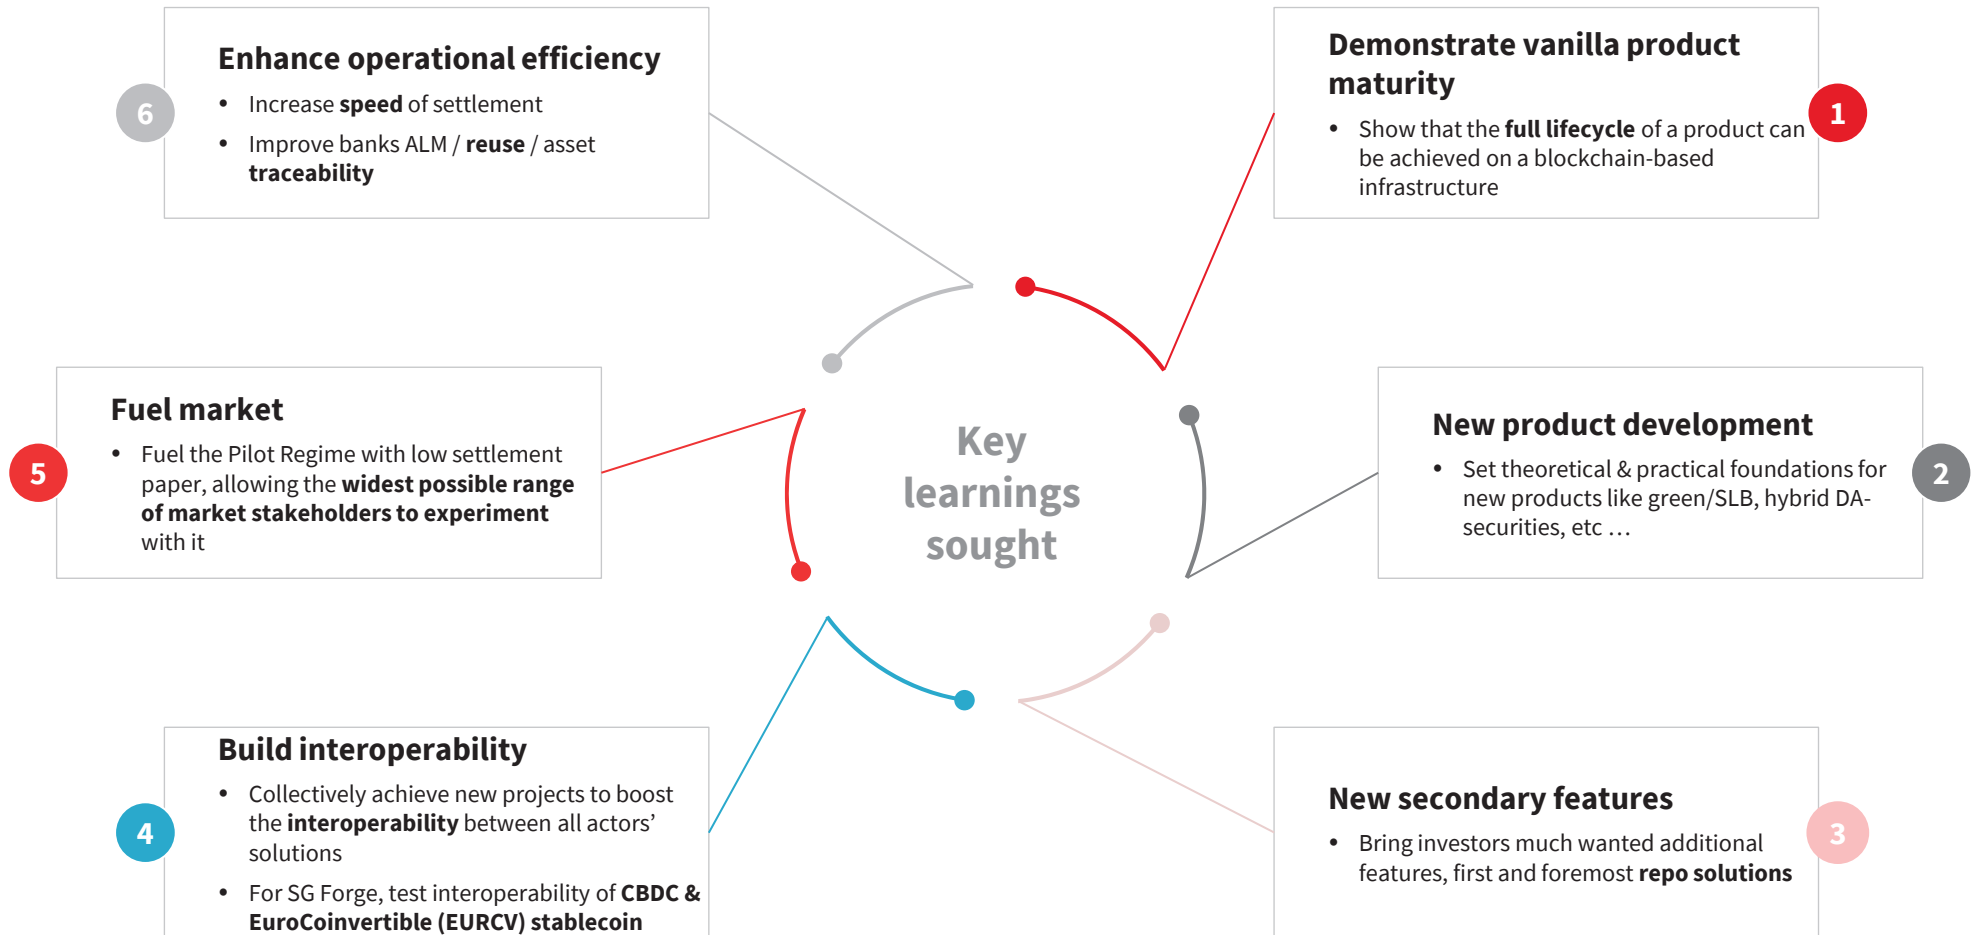 Demonstrate vanilla product
maturity
• Show that the full lifecycle of a product can
be achieved on a blockchain-based
infrastructure
1
New product development
• Set theoretical & practical foundations for
new products like green/SLB, hybrid DA-
securities, etc …
2
New secondary features
• Bring investors much wanted additional
features, first and foremost repo solutions
3
Build interoperability
• Collectively achieve new projects to boost
the interoperability between all actors’
solutions
• For SG Forge, test interoperability of CBDC &
EuroCoinvertible (EURCV) stablecoin
4
Fuel market
• Fuel the Pilot Regime with low settlement
paper, allowing the widest possible range
of market stakeholders to experiment
with it
5
Enhance operational efficiency
• Increase speed of settlement
• Improve banks ALM / reuse / asset
traceability
6
Key
learnings
sought